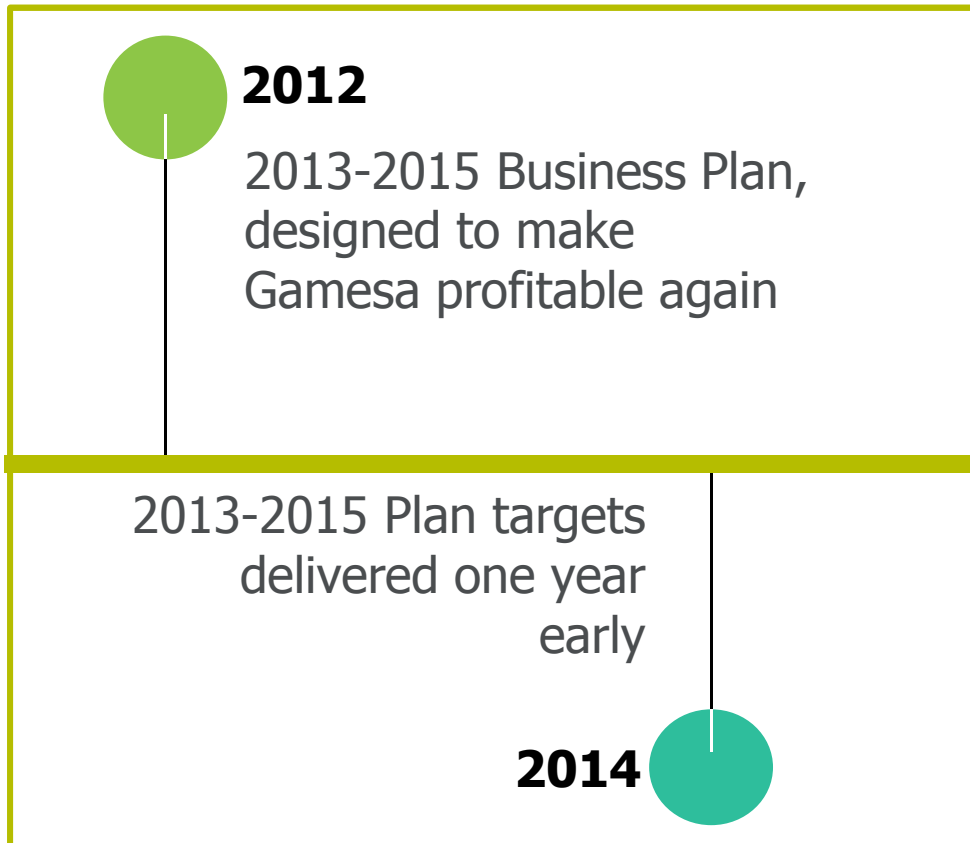 2012
2013-2015 Business Plan,
designed to make
Gamesa profitable again
2013-2015 Plan targets
delivered one year
early
2014